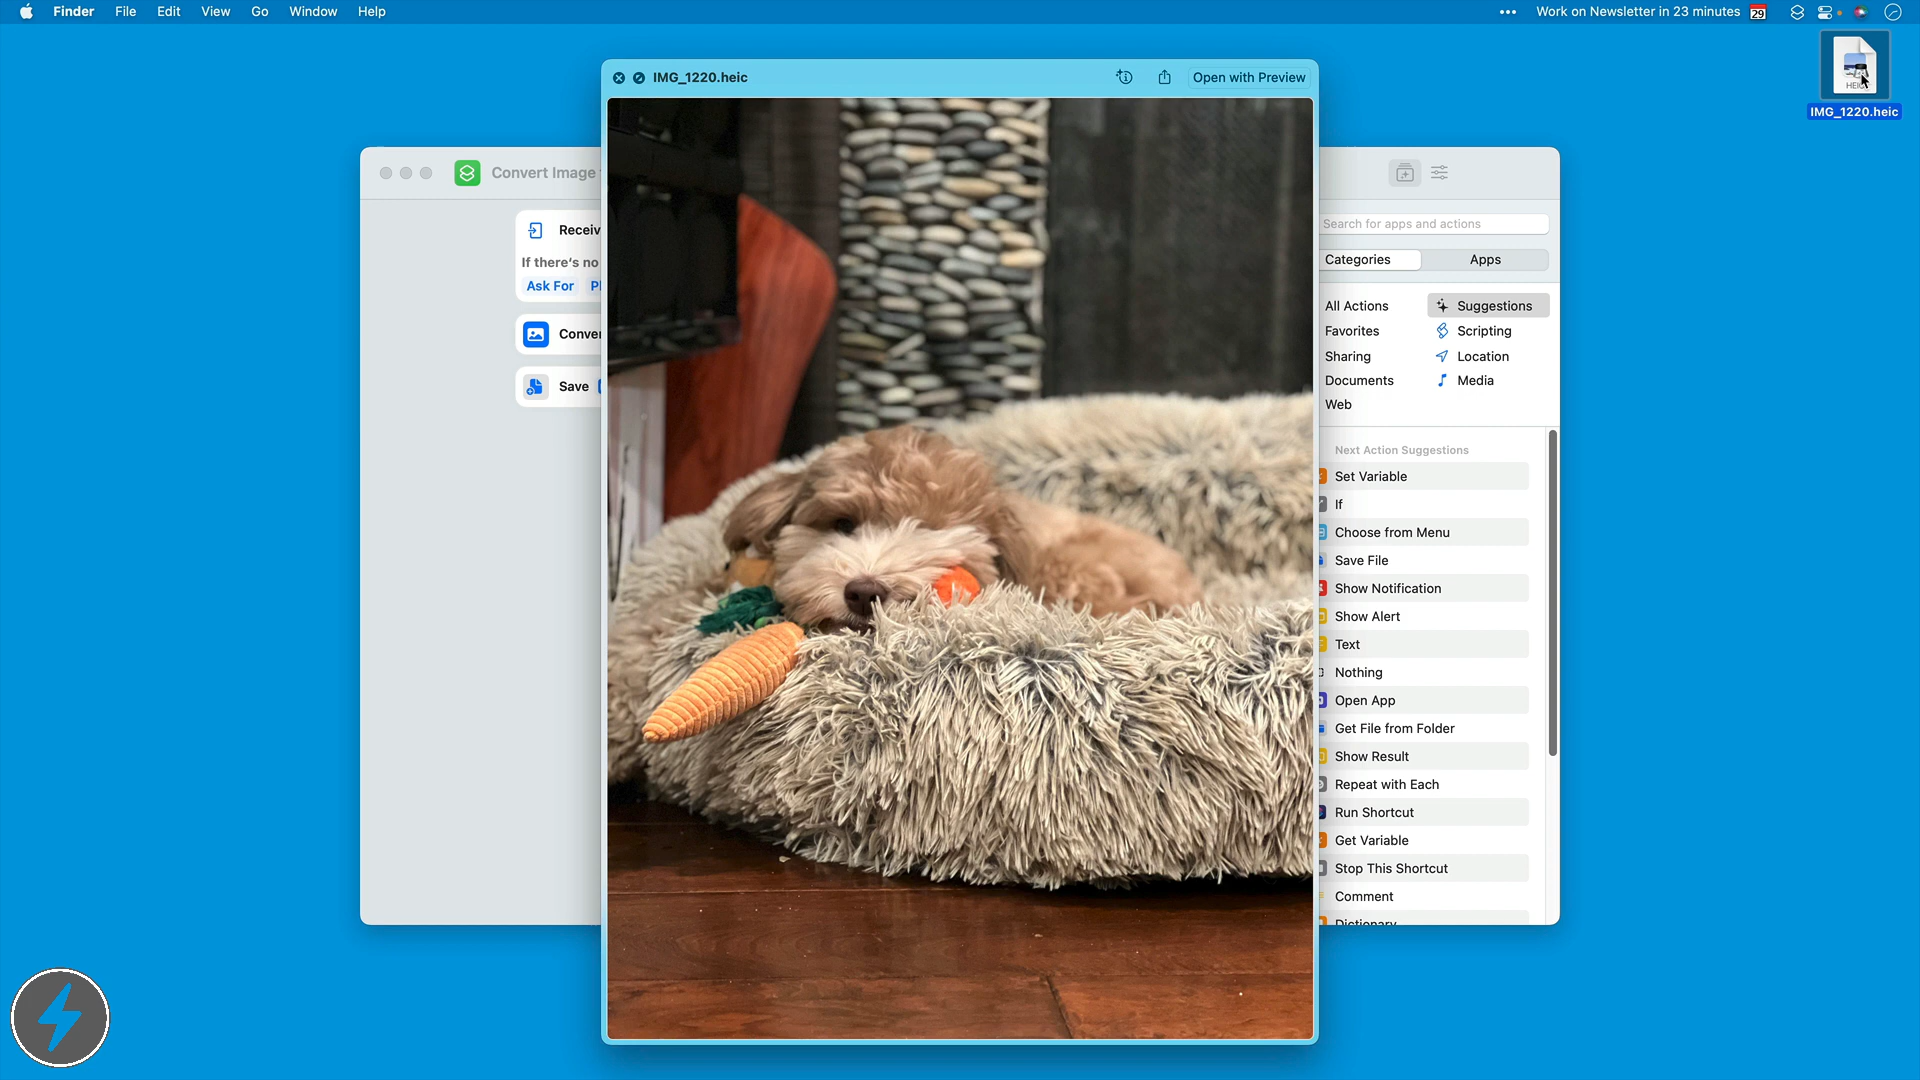 Finder File Edit View Go Window Help
Work on Newsletter in 23 minutes 29
IMG_1220.heic
Open with Preview
HEIC
IMG_1220.heic
Convert Image
Receiv
If there's no
Ask For
Conver
Save
Search for apps and actions
Categories Apps
All Actions Suggestions
Favorites Scripting
Sharing Location
Documents Media
Web
Next Action Suggestions
Set Variable
If
Choose from Menu
Save File
Show Notification
Show Alert
Text
Nothing
Open App
Get File from Folder
Show Result
Repeat with Each
Run Shortcut
Get Variable
Stop This Shortcut
Comment
Dictionary